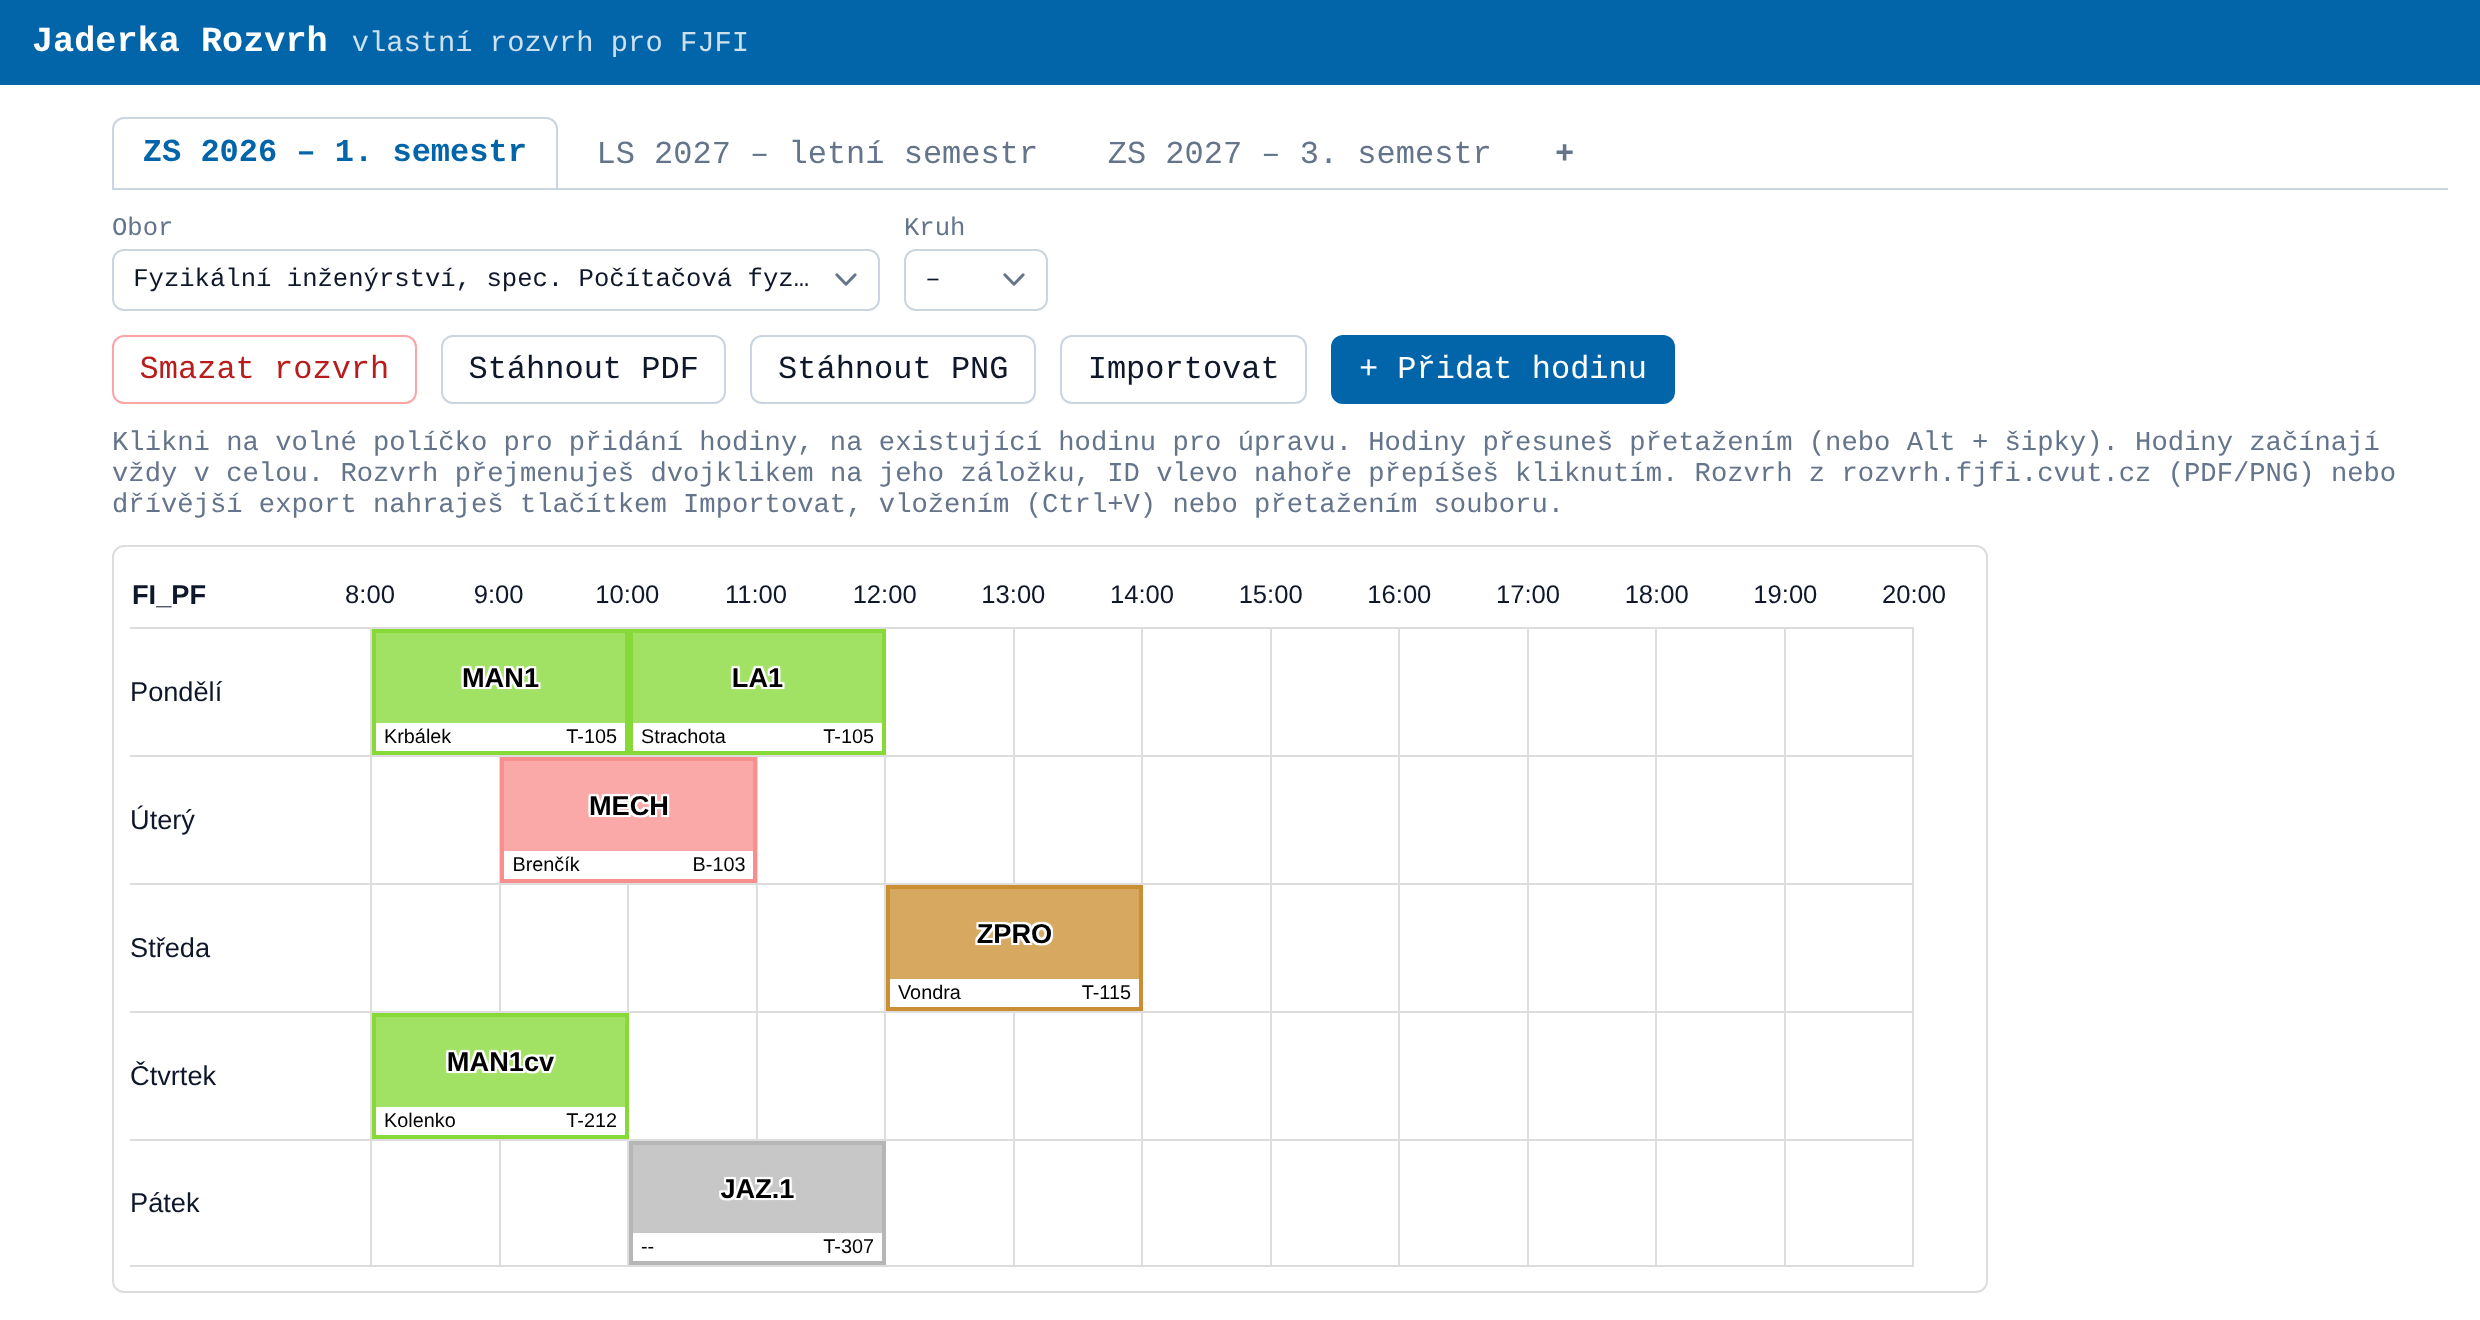 Jaderka Rozvrh vlastní rozvrh pro FJFI
ZS 2026 – 1. semestr LS 2027 – letní semestr ZS 2027 – 3. semestr +
Obor Kruh
Fyzikální inženýrství, spec. Počítačová fyz… –
Smazat rozvrh Stáhnout PDF Stáhnout PNG Importovat + Přidat hodinu
Klikni na volné políčko pro přidání hodiny, na existující hodinu pro úpravu. Hodiny přesuneš přetažením (nebo Alt + šipky). Hodiny začínají
vždy v celou. Rozvrh přejmenuješ dvojklikem na jeho záložku, ID vlevo nahoře přepíšeš kliknutím. Rozvrh z rozvrh.fjfi.cvut.cz (PDF/PNG) nebo
dřívější export nahraješ tlačítkem Importovat, vložením (Ctrl+V) nebo přetažením souboru.
FI_PF 8:00 9:00 10:00 11:00 12:00 13:00 14:00 15:00 16:00 17:00 18:00 19:00 20:00
Pondělí MAN1 LA1
Krbálek T-105 Strachota T-105
Úterý MECH
Brenčík B-103
Středa ZPRO
Vondra T-115
Čtvrtek MAN1cv
Kolenko T-212
Pátek JAZ.1
-- T-307